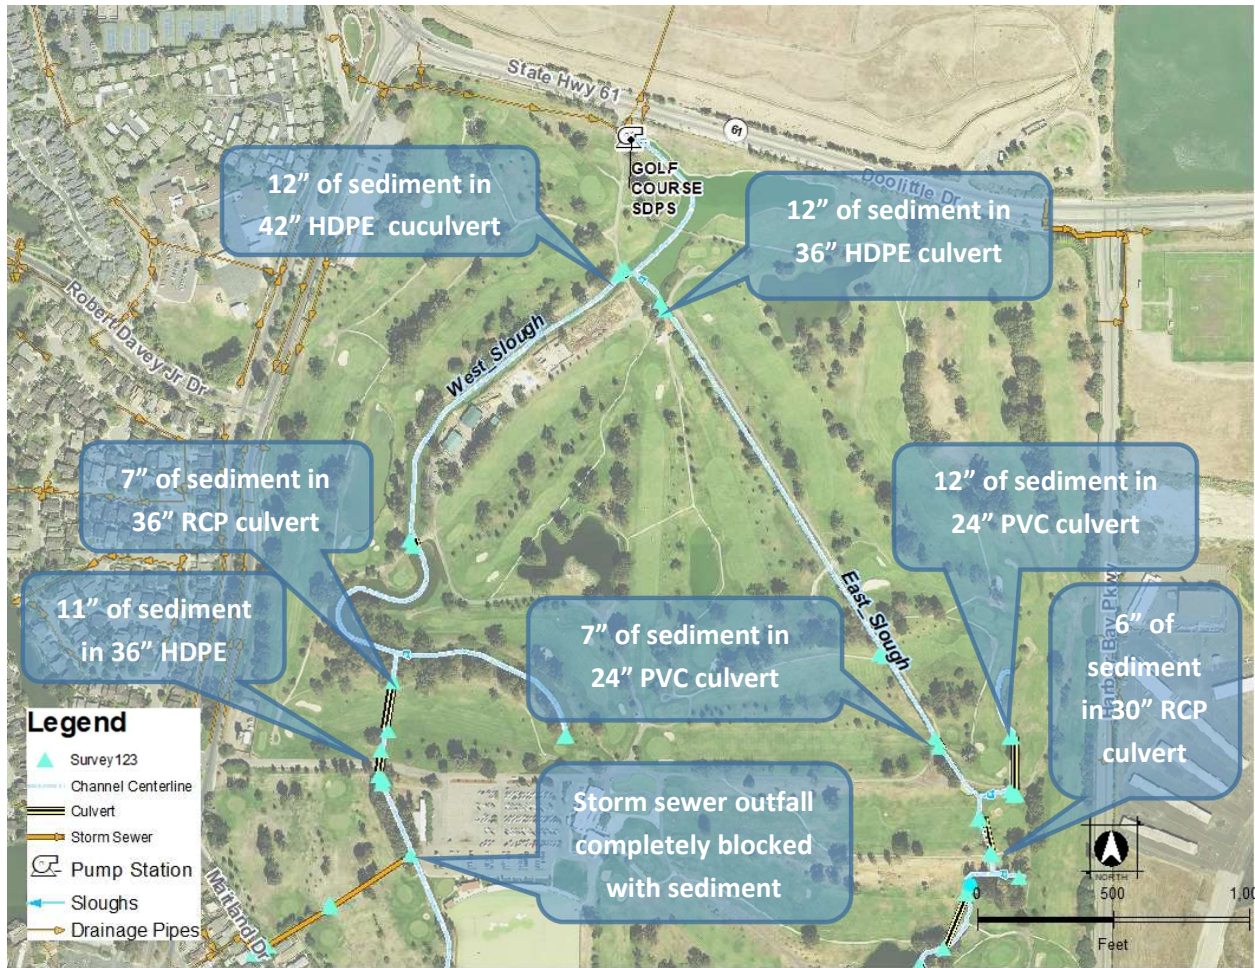 State Hwy 61
61
GOLF
COURSE
SDPS
Doolittle Dr
12” of sediment in
42” HDPE cuculvert
12” of sediment in
36” HDPE culvert
Robert Davey Jr Dr
West_Slough
7” of sediment in
36” RCP culvert
12” of sediment in
24” PVC culvert
11” of sediment
in 36” HDPE
East_Slough
7” of sediment in
24” PVC culvert
6” of
sediment
in 30” RCP
culvert
Harbor Bay Pkwy
Storm sewer outfall
completely blocked
with sediment
Maitland Dr
Legend
Survey123
Channel Centerline
Culvert
Storm Sewer
Pump Station
Sloughs
Drainage Pipes
NORTH
0 500 1,00
Feet